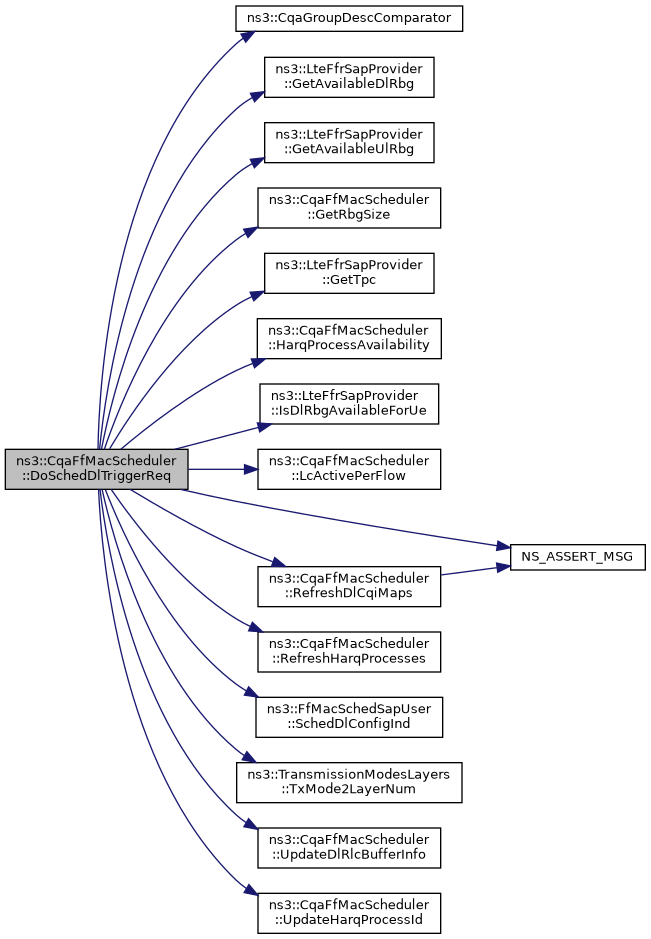 ns3::CqaGroupDescComparator
ns3::LteFfrSapProvider
::GetAvailableDlRbg
ns3::LteFfrSapProvider
::GetAvailableUlRbg
ns3::CqaFfMacScheduler
::GetRbgSize
ns3::LteFfrSapProvider
::GetTpc
ns3::CqaFfMacScheduler
::HarqProcessAvailability
ns3::LteFfrSapProvider
::IsDlRbgAvailableForUe
ns3::CqaFfMacScheduler
::DoSchedDlTriggerReq
ns3::CqaFfMacScheduler
::LcActivePerFlow
NS_ASSERT_MSG
ns3::CqaFfMacScheduler
::RefreshDlCqiMaps
ns3::CqaFfMacScheduler
::RefreshHarqProcesses
ns3::FfMacSchedSapUser
::SchedDlConfigInd
ns3::TransmissionModesLayers
::TxMode2LayerNum
ns3::CqaFfMacScheduler
::UpdateDlRlcBufferInfo
ns3::CqaFfMacScheduler
::UpdateHarqProcessId